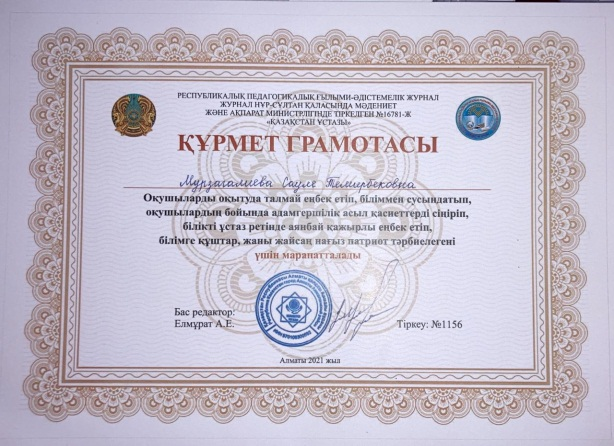 РЕСПУБЛИКАЛЫҚ ПЕДАГОГИКАЛЫҚ ҒЫЛЫМИ-ӘДІСТЕМЕЛІК ЖУРНАЛ
ЖУРНАЛ НҰР-СҰЛТАН ҚАЛАСЫНДА МӘДЕНИЕТ
ЖӘНЕ АҚПАРАТ МИНИСТРЛІГІНДЕ ТІРКЕЛГЕН №16781-Ж
«ҚАЗАҚСТАН ҰСТАЗЫ»
ҚҰРМЕТ ГРАМОТАСЫ
Мурзагалиева Сауле Темирбековна
Оқушыларды оқытуда талмай еңбек етіп, біліммен сусындатып,
оқушылардың бойында адамгершілік асыл қасиеттерді сіңіріп,
білікті ұстаз ретінде аянбай қажырлы еңбек етіп,
білімге құштар, жаны жайсаң нағыз патриот тәрбиелегені
үшін марапатталады
Бас редактор:
Елмұрат А.Е.
Тіркеу: №1156
Алматы 2021 жыл